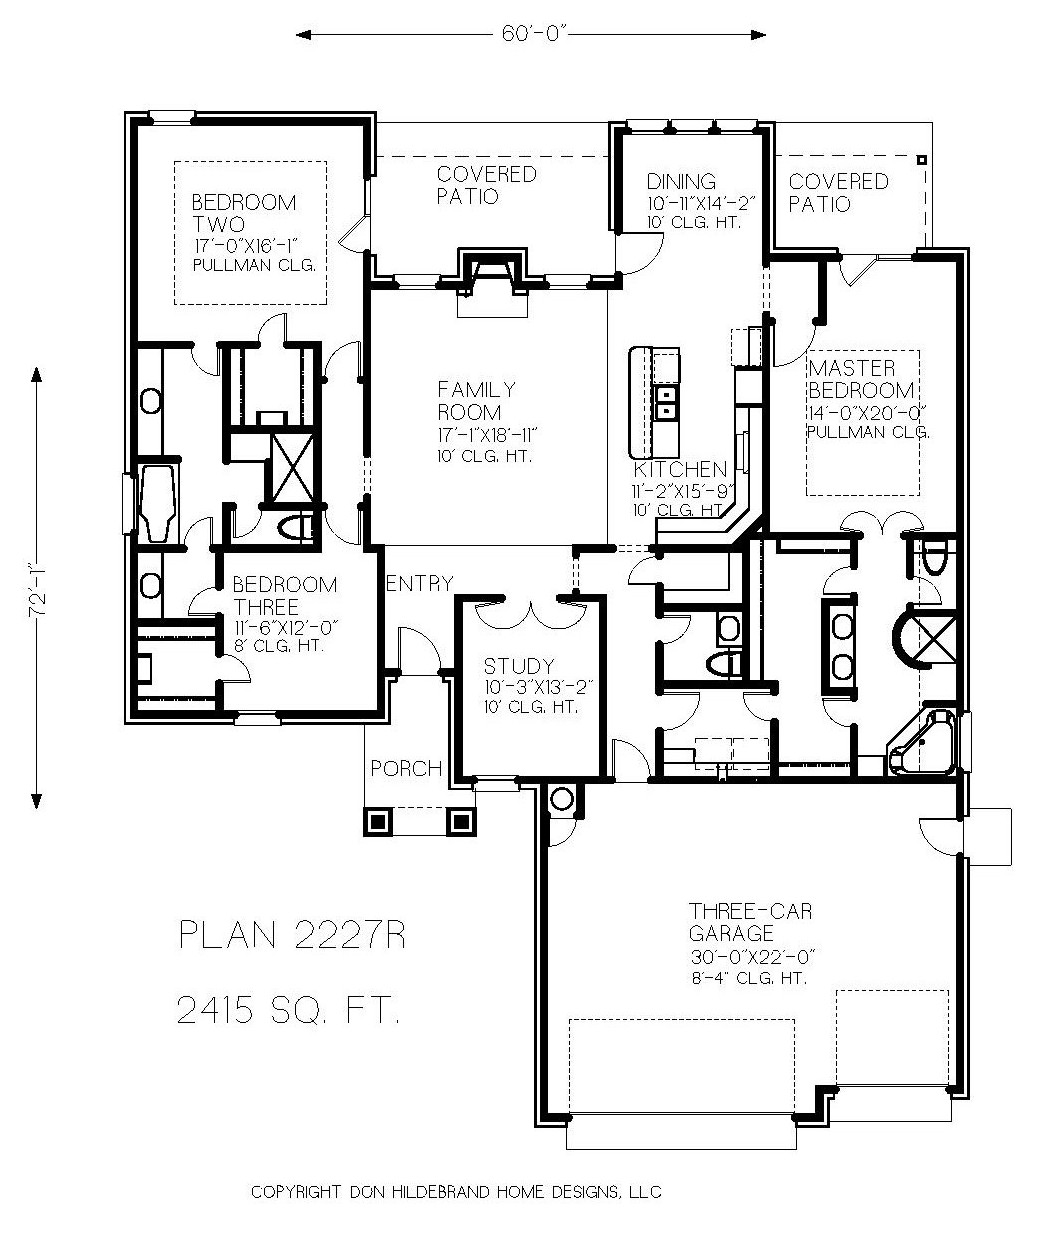 60'-0"
COVERED
PATIO
DINING
10'-11"X14'-2"
10' CLG. HT.
COVERED
PATIO
BEDROOM
TWO
17'-0"X16'-1"
PULLMAN CLG.
FAMILY
ROOM
17'-1"X18'-11"
10' CLG. HT.
MASTER
BEDROOM
14'-0"X20'-0"
PULLMAN CLG.
KITCHEN
11'-2"X15'-9"
10' CLG. HT.
72'-1"
BEDROOM
THREE
11'-6"X12'-0"
8' CLG. HT.
ENTRY
STUDY
10'-3"X13'-2"
10' CLG. HT.
PORCH
THREE-CAR
GARAGE
30'-0"X22'-0"
8'-4" CLG. HT.
PLAN 2227R
2415 SQ. FT.
COPYRIGHT DON HILDEBRAND HOME DESIGNS, LLC